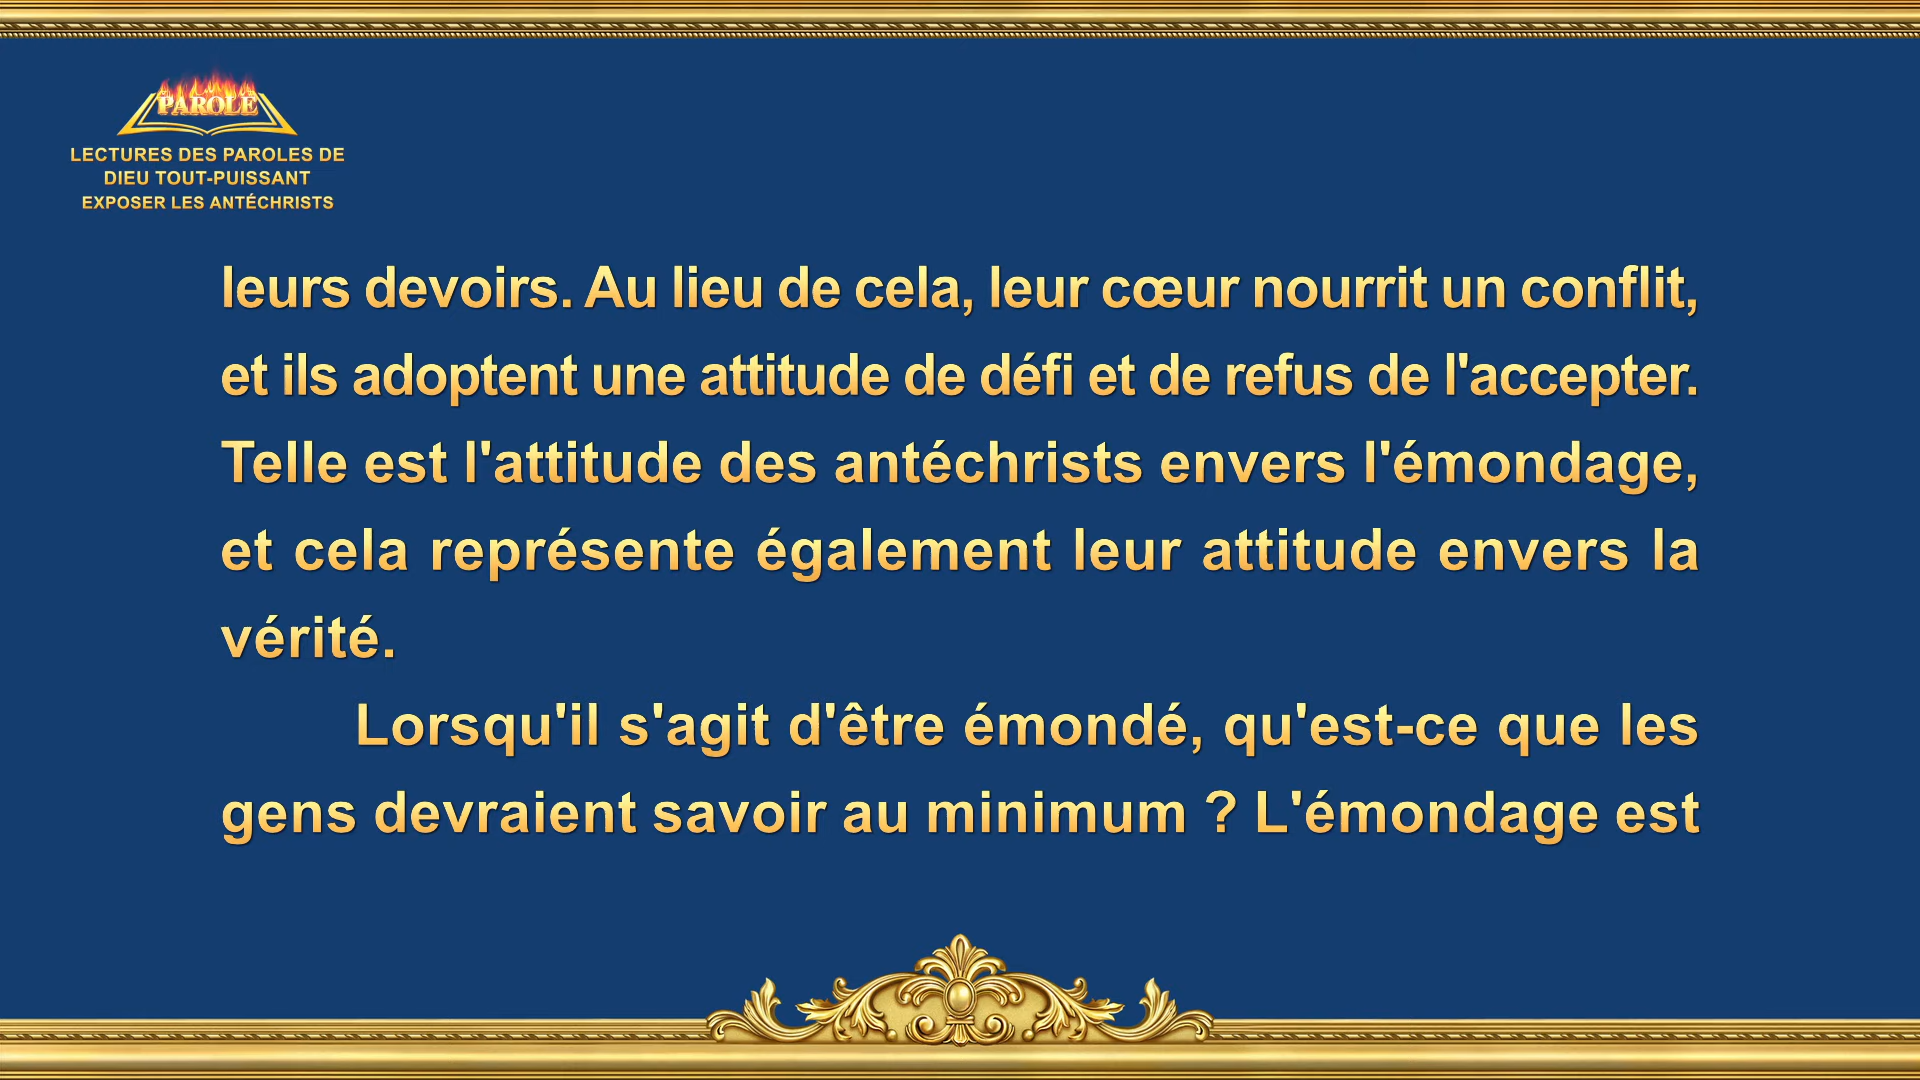 PAROLE
LECTURES DES PAROLES DE
DIEU TOUT-PUISSANT
EXPOSER LES ANTÉCHRISTS
leurs devoirs. Au lieu de cela, leur cœur nourrit un conflit,
et ils adoptent une attitude de défi et de refus de l'accepter.
Telle est l'attitude des antéchrists envers l'émondage,
et cela représente également leur attitude envers la
vérité.
Lorsqu'il s'agit d'être émondé, qu'est-ce que les
gens devraient savoir au minimum ? L'émondage est